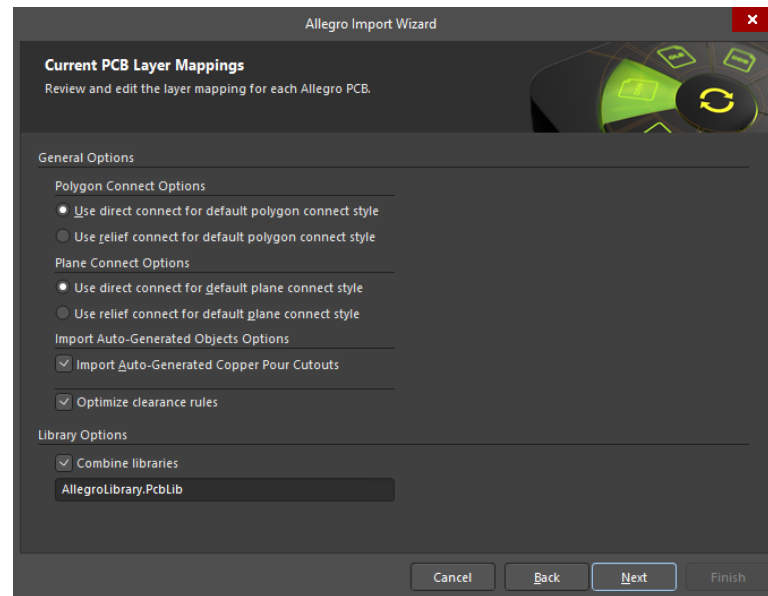 Allegro Import Wizard
Current PCB Layer Mappings
Review and edit the layer mapping for each Allegro PCB.
General Options
Polygon Connect Options
Use direct connect for default polygon connect style
Use relief connect for default polygon connect style
Plane Connect Options
Use direct connect for default plane connect style
Use relief connect for default plane connect style
Import Auto-Generated Objects Options
Import Auto-Generated Copper Pour Cutouts
Optimize clearance rules
Library Options
Combine libraries
AllegroLibrary.PcbLib
Cancel Back Next Finish